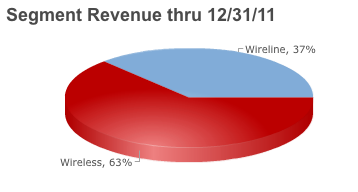 Segment Revenue thru 12/31/11
Wireline, 37%
Wireless, 63%